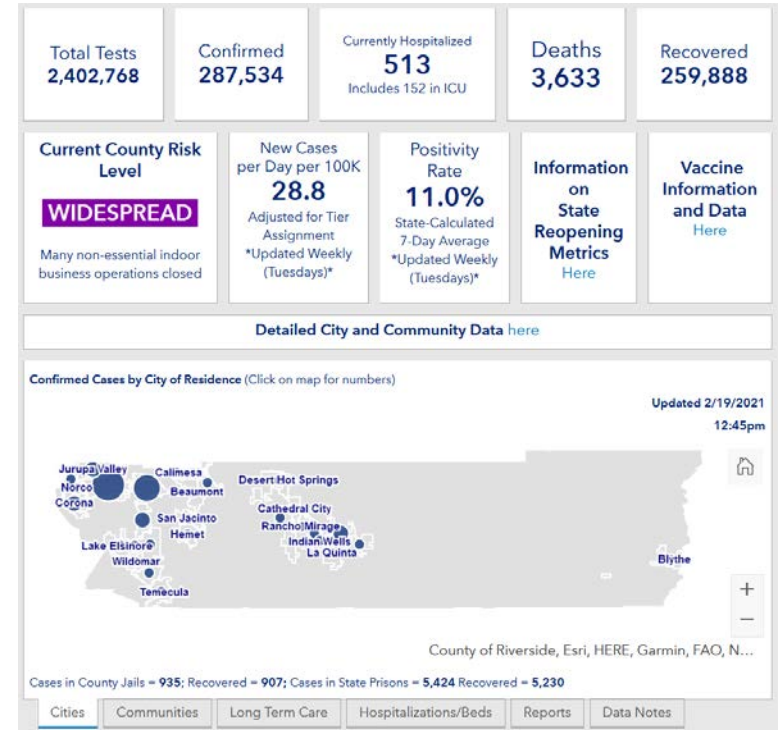 Total Tests
2,402,768
Confirmed
287,534
Currently Hospitalized
513
Includes 152 in ICU
Deaths
3,633
Recovered
259,888
Current County Risk
Level
WIDESPREAD
Many non-essential indoor
business operations closed
New Cases
per Day per 100K
28.8
Adjusted for Tier
Assignment
*Updated Weekly
(Tuesdays)*
Positivity
Rate
11.0%
State-Calculated
7-Day Average
*Updated Weekly
(Tuesdays)*
Information
on
State
Reopening
Metrics
Here
Vaccine
Information
and Data
Here
Detailed City and Community Data here
Confirmed Cases by City of Residence (Click on map for numbers)
Updated 2/19/2021
12:45pm
Jurupa Valley
Norco
Corona
Calimesa
Beaumont
San Jacinto
Hemet
Lake Elsinore
Wildomar
Temecula
Desert Hot Springs
Cathedral City
Rancho Mirage
Indian Wells
La Quinta
Blythe
+
−
County of Riverside, Esri, HERE, Garmin, FAO, N...
Cases in County Jails = 935; Recovered = 907; Cases in State Prisons = 5,424 Recovered = 5,230
Cities
Communities
Long Term Care
Hospitalizations/Beds
Reports
Data Notes